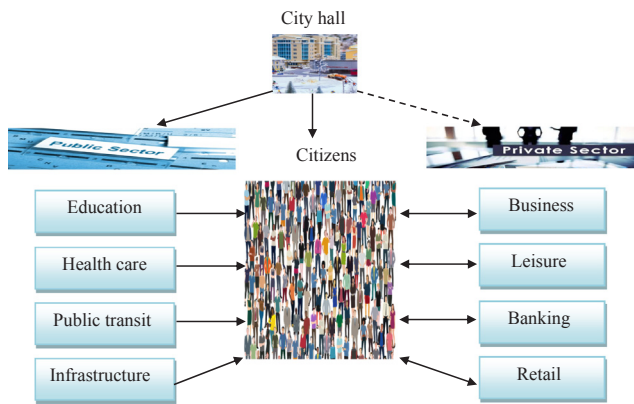 City hall
Public Sector
Private Sector
Citizens
Education
Business
Health care
Leisure
Public transit
Banking
Infrastructure
Retail